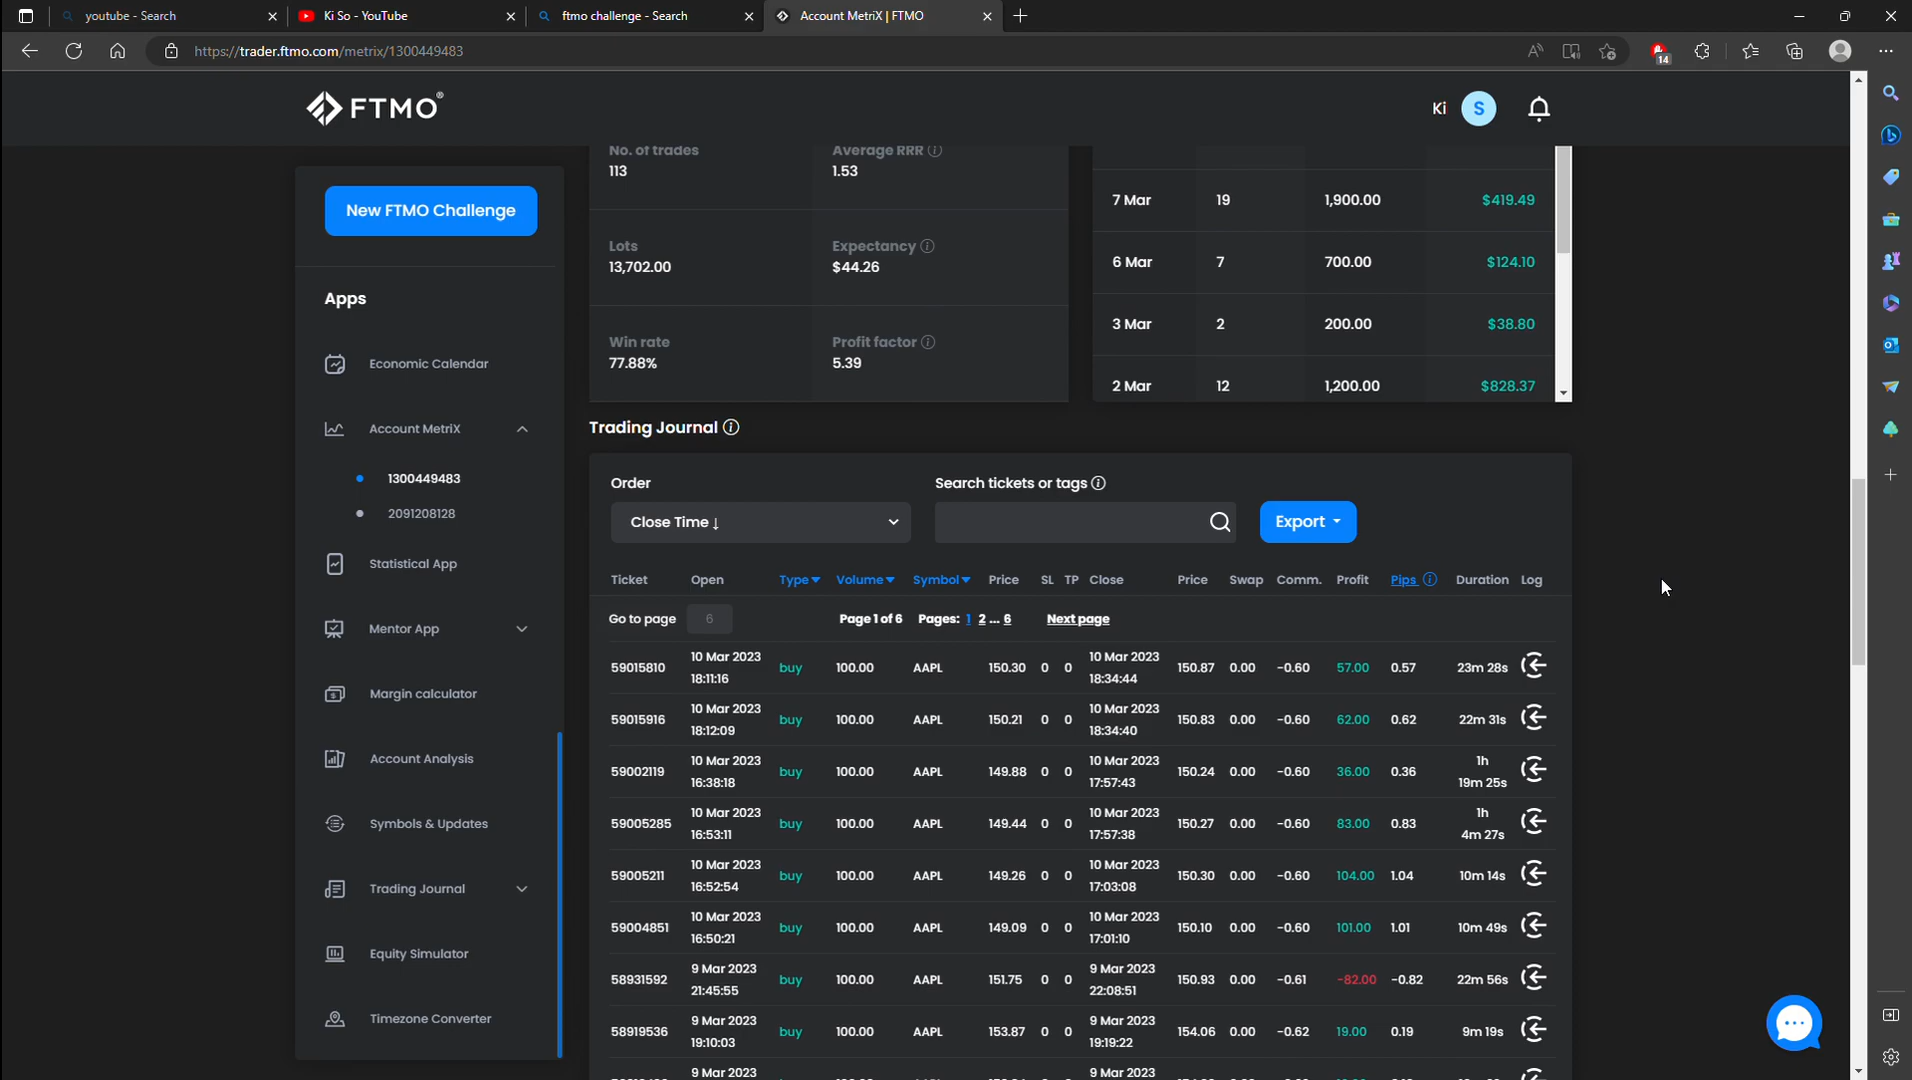 youtube - Search
Ki So - YouTube
ftmo challenge - Search
Account MetriX | FTMO
https://trader.ftmo.com/metrix/1300449483
14
FTMO®
Ki S
New FTMO Challenge
Apps
Economic Calendar
Account MetriX
1300449483
2091208128
Statistical App
Mentor App
Margin calculator
Account Analysis
Symbols & Updates
Trading Journal
Equity Simulator
Timezone Converter
No. of trades Average RRR
113 1.53
Lots Expectancy
13,702.00 $44.26
Win rate Profit factor
77.88% 5.39
7 Mar 19 1,900.00 $419.49
6 Mar 7 700.00 $124.10
3 Mar 2 200.00 $38.80
2 Mar 12 1,200.00 $828.37
Trading Journal
Order Search tickets or tags
Close Time ↓ Export
Ticket Open Type Volume Symbol Price SL TP Close Price Swap Comm. Profit Pips Duration Log
Go to page 6 Page 1 of 6 Pages: 1 2 ... 6 Next page
59015810 10 Mar 2023 18:11:16 buy 100.00 AAPL 150.30 0 0 10 Mar 2023 18:34:44 150.87 0.00 -0.60 57.00 0.57 23m 28s
59015916 10 Mar 2023 18:12:09 buy 100.00 AAPL 150.21 0 0 10 Mar 2023 18:34:40 150.83 0.00 -0.60 62.00 0.62 22m 31s
59002119 10 Mar 2023 16:38:18 buy 100.00 AAPL 149.88 0 0 10 Mar 2023 17:57:43 150.24 0.00 -0.60 36.00 0.36 1h 19m 25s
59005285 10 Mar 2023 16:53:11 buy 100.00 AAPL 149.44 0 0 10 Mar 2023 17:57:38 150.27 0.00 -0.60 83.00 0.83 1h 4m 27s
59005211 10 Mar 2023 16:52:54 buy 100.00 AAPL 149.26 0 0 10 Mar 2023 17:03:08 150.30 0.00 -0.60 104.00 1.04 10m 14s
59004851 10 Mar 2023 16:50:21 buy 100.00 AAPL 149.09 0 0 10 Mar 2023 17:01:10 150.10 0.00 -0.60 101.00 1.01 10m 49s
58931592 9 Mar 2023 21:45:55 buy 100.00 AAPL 151.75 0 0 9 Mar 2023 22:08:51 150.93 0.00 -0.61 -82.00 -0.82 22m 56s
58919536 9 Mar 2023 19:10:03 buy 100.00 AAPL 153.87 0 0 9 Mar 2023 19:19:22 154.06 0.00 -0.62 19.00 0.19 9m 19s
9 Mar 2023 9 Mar 2023